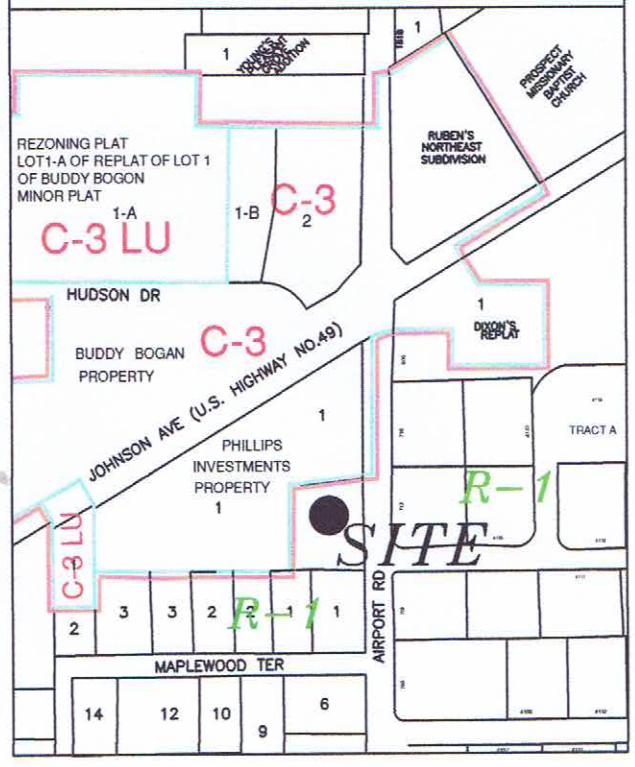 1
YOUNG'S
PLEASANT
GROVE
ADDITION
1
PROSPECT
MISSIONARY
BAPTIST
CHURCH
RUBEN'S
NORTHEAST
SUBDIVISION
REZONING PLAT
LOT1-A OF REPLAT OF LOT 1
OF BUDDY BOGON
MINOR PLAT
1-A
C-3 LU
1-B
C-3
2
HUDSON DR
C-3
BUDDY BOGAN
PROPERTY
JOHNSON AVE (U.S. HIGHWAY NO.49)
1
DIXON'S
REPLAT
1
PHILLIPS
INVESTMENTS
PROPERTY
1
TRACT A
R-1
SITE
C-3 LU
AIRPORT RD
2
3
3
2
2
1
1
R-1
MAPLEWOOD TER
14
12
10
9
6